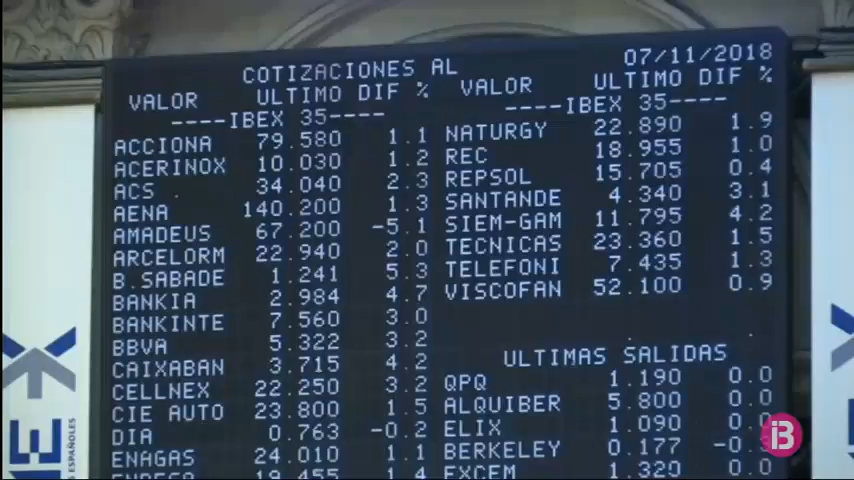 COTIZACIONES AL 07/11/2018
VALOR ULTIMO DIF %
----IBEX 35----
ACCIONA 79.580 1.1
ACERINOX 10.030 1.2
ACS 34.040 2.3
AENA 140.200 1.3
AMADEUS 67.200 -5.1
ARCELORM 22.940 2.0
B.SABADE 1.241 5.3
BANKIA 2.984 4.7
BANKINTE 7.560 3.0
BBVA 5.322 3.2
CAIXABAN 3.715 4.2
CELLNEX 22.250 3.2
CIE AUTO 23.800 1.5
DIA 0.763 -0.2
ENAGAS 24.010 1.1
ENDESA 19.455 1.4
VALOR ULTIMO DIF %
----IBEX 35----
NATURGY 22.890 1.9
REC 18.955 1.0
REPSOL 15.705 0.4
SANTANDE 4.340 3.1
SIEM-GAM 11.795 4.2
TECNICAS 23.360 1.5
TELEFONI 7.435 1.3
VISCOFAN 52.100 0.9
ULTIMAS SALIDAS
QPQ 1.190 0.0
ALQUIBER 5.800 0.0
ELIX 1.090 0.0
BERKELEY 0.177
EXCEM 1.320 0.0
ESPAÑOLES